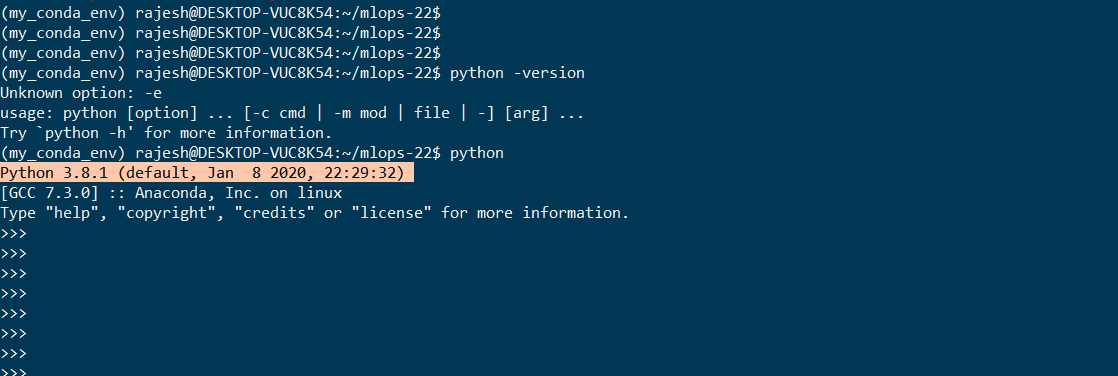 (my_conda_env) rajesh@DESKTOP-VUC8K54:~/mlops-22$
(my_conda_env) rajesh@DESKTOP-VUC8K54:~/mlops-22$
(my_conda_env) rajesh@DESKTOP-VUC8K54:~/mlops-22$
(my_conda_env) rajesh@DESKTOP-VUC8K54:~/mlops-22$ python -version
Unknown option: -e
usage: python [option] ... [-c cmd | -m mod | file | -] [arg] ...
Try `python -h' for more information.
(my_conda_env) rajesh@DESKTOP-VUC8K54:~/mlops-22$ python
Python 3.8.1 (default, Jan  8 2020, 22:29:32)
[GCC 7.3.0] :: Anaconda, Inc. on linux
Type "help", "copyright", "credits" or "license" for more information.
>>>
>>>
>>>
>>>
>>>
>>>
>>>
>>>